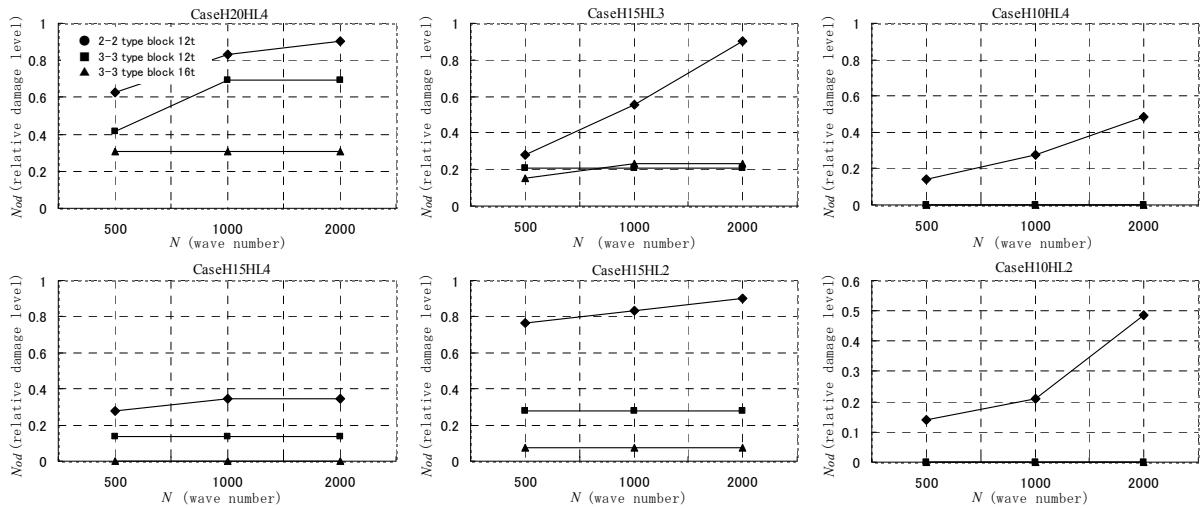 CaseH20HL4
Nod (relative damage level)
1
0.8
0.6
0.4
0.2
0
2-2 type block 12t
3-3 type block 12t
3-3 type block 16t
500 1000 2000
N (wave number)
CaseH15HL3
Nod (relative damage level)
1
0.8
0.6
0.4
0.2
0
500 1000 2000
N (wave number)
CaseH10HL4
Nod (relative damage level)
1
0.8
0.6
0.4
0.2
0
500 1000 2000
N (wave number)
CaseH15HL4
Nod (relative damage level)
1
0.8
0.6
0.4
0.2
0
500 1000 2000
N (wave number)
CaseH15HL2
Nod (relative damage level)
1
0.8
0.6
0.4
0.2
0
500 1000 2000
N (wave number)
CaseH10HL2
Nod (relative damage level)
0.6
0.5
0.4
0.3
0.2
0.1
0
500 1000 2000
N (wave number)